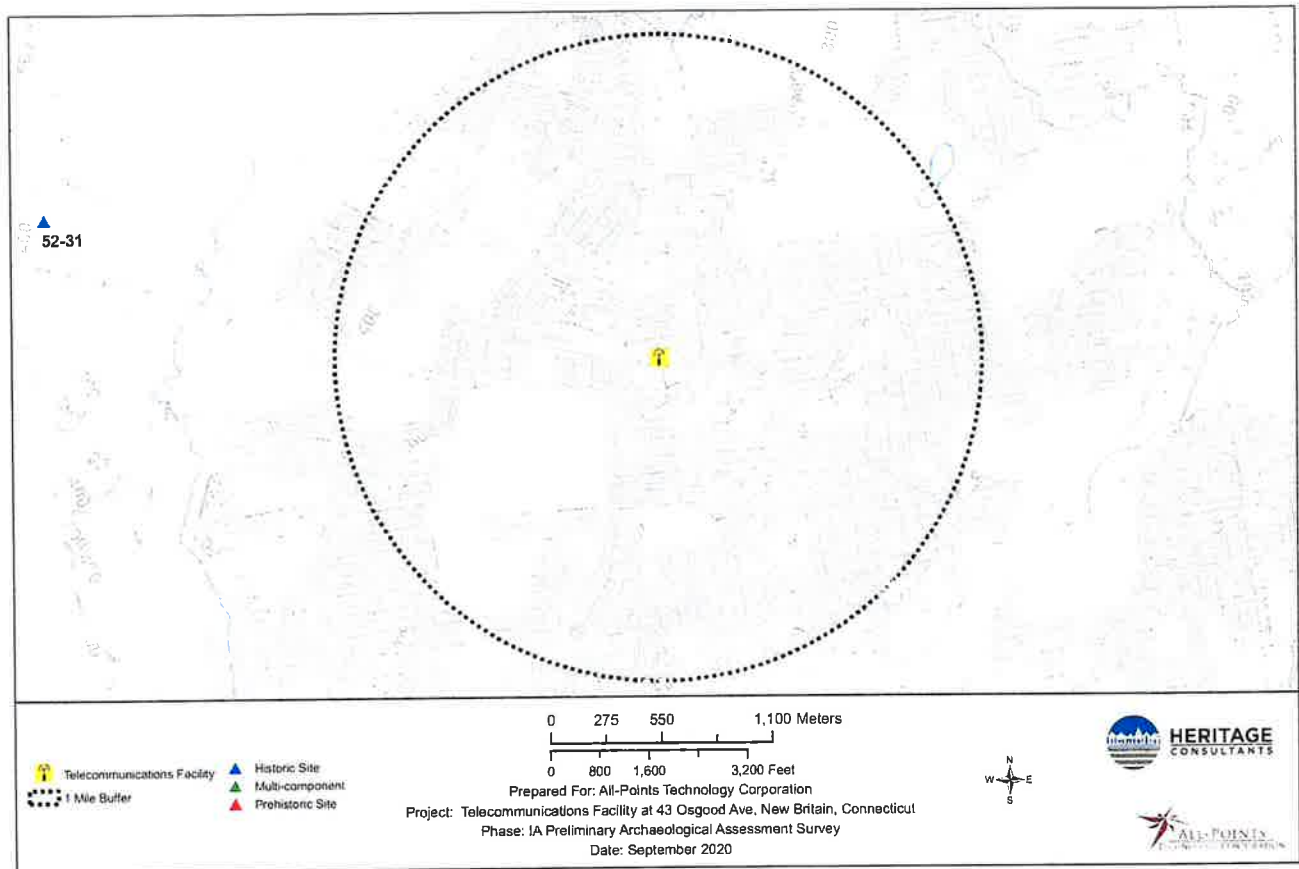 52-31
0 275 550 1,100 Meters
0 800 1,600 3,200 Feet
Telecommunications Facility
1 Mile Buffer
Historic Site
Multi-component
Prehistoric Site
Prepared For: All-Points Technology Corporation
Project: Telecommunications Facility at 43 Osgood Ave, New Britain, Connecticut
Phase: IA Preliminary Archaeological Assessment Survey
Date: September 2020
N
W E
S
HERITAGE
CONSULTANTS
ALL-POINTS